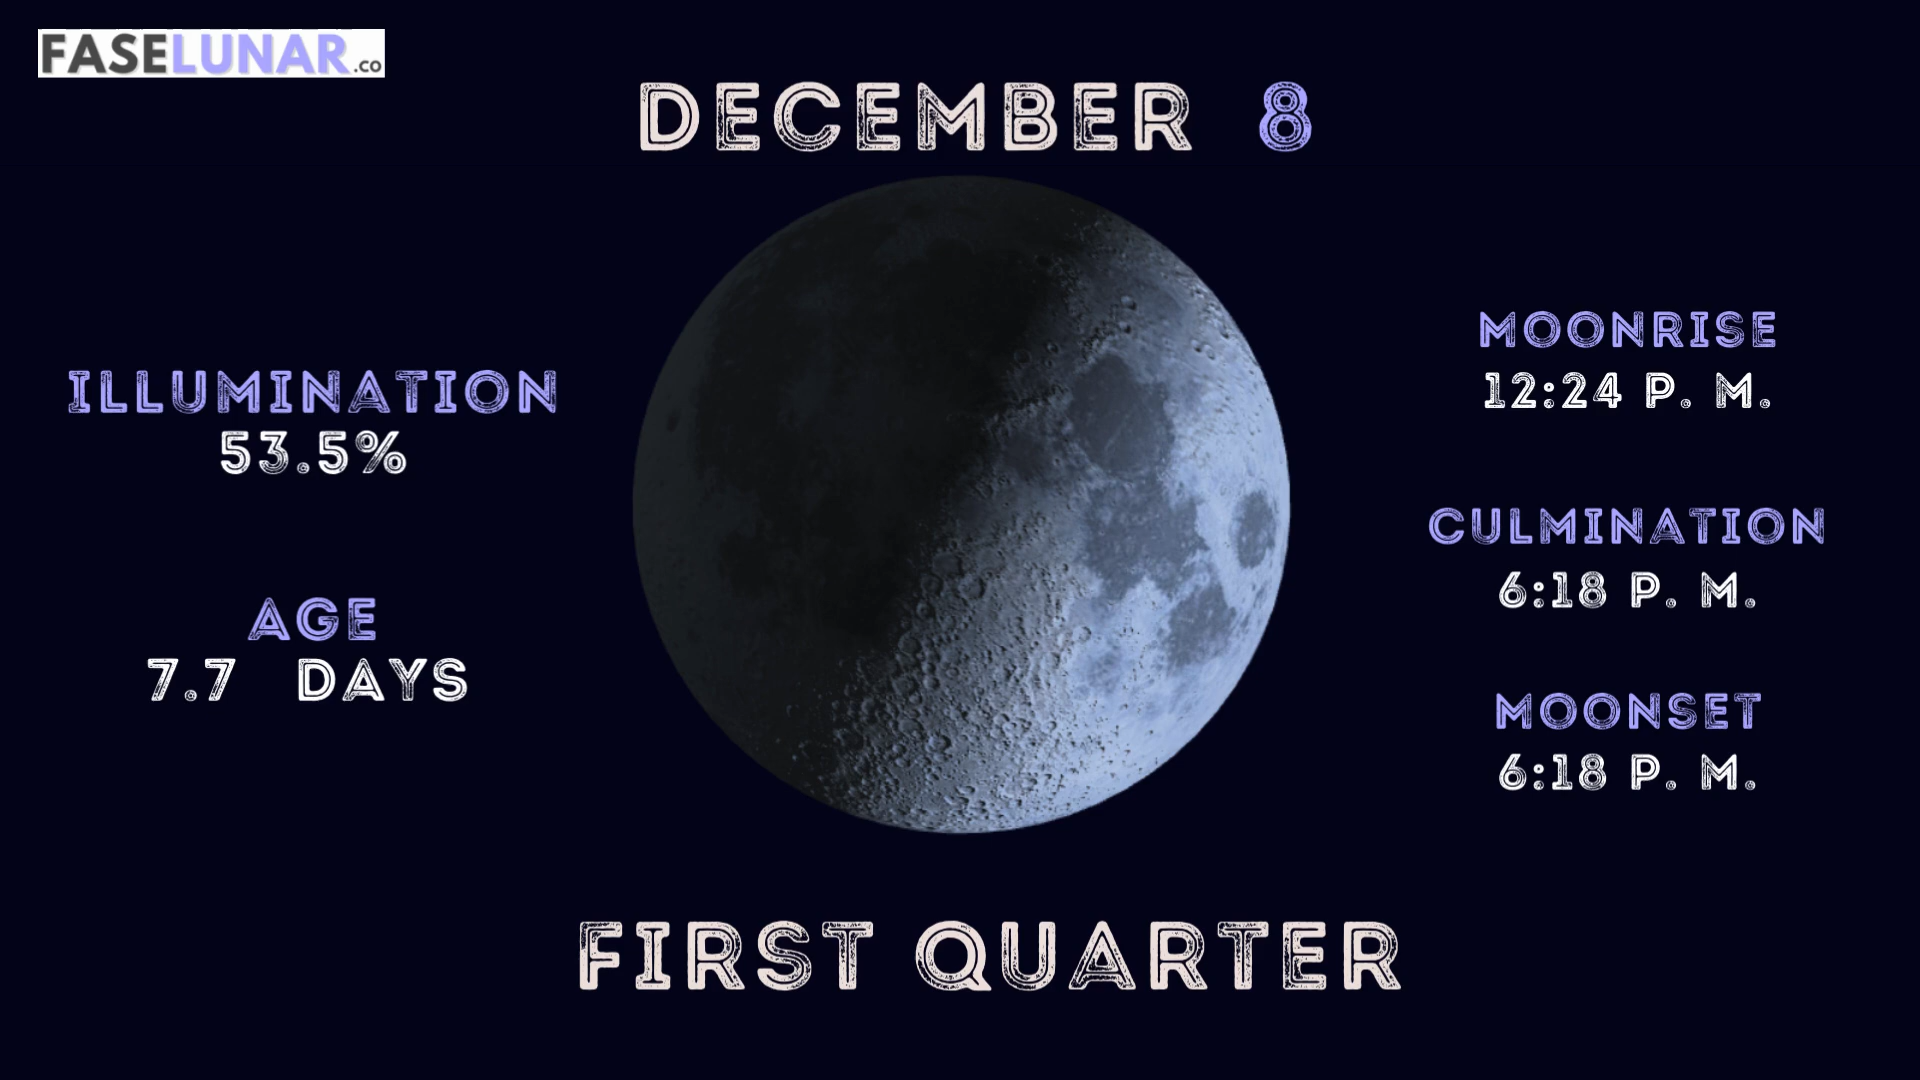 FASELUNAR.co
DECEMBER 8
ILLUMINATION
53.5%
AGE
7.7 DAYS
MOONRISE
12:24 P. M.
CULMINATION
6:18 P. M.
MOONSET
6:18 P. M.
FIRST QUARTER